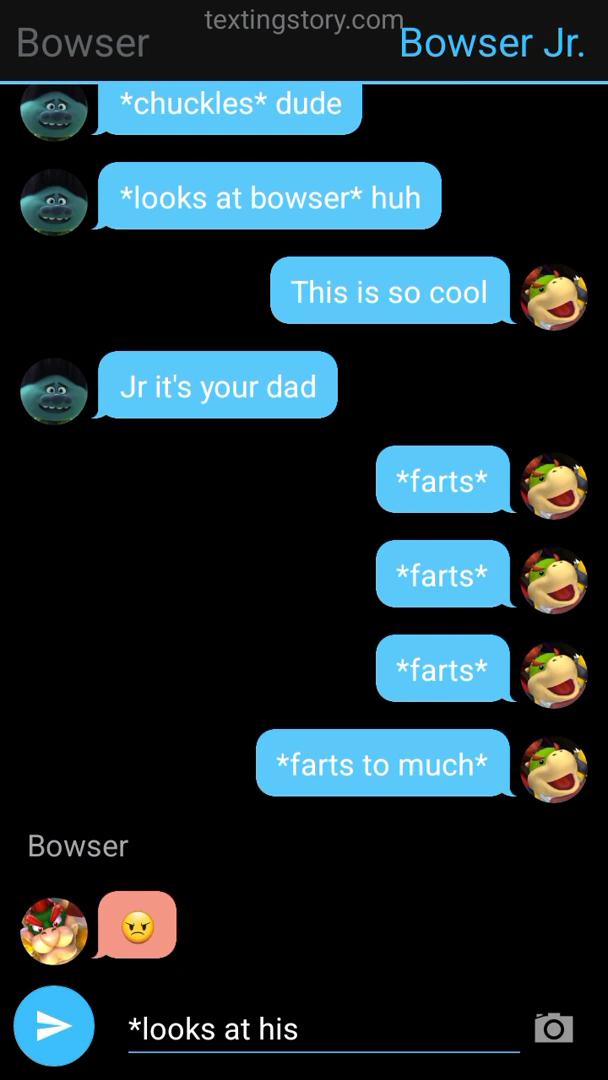 textingstory.com
Bowser
Bowser Jr.
*chuckles* dude
*looks at bowser* huh
This is so cool
Jr it's your dad
*farts*
*farts*
*farts*
*farts to much*
Bowser
😠
*looks at his